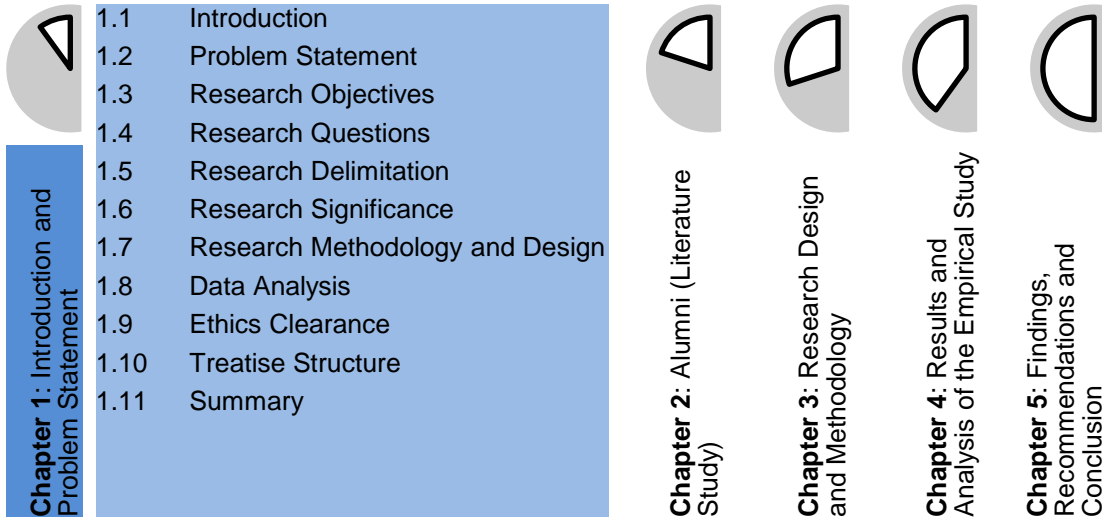 Chapter 1: Introduction and
Problem Statement
1.1 Introduction
1.2 Problem Statement
1.3 Research Objectives
1.4 Research Questions
1.5 Research Delimitation
1.6 Research Significance
1.7 Research Methodology and Design
1.8 Data Analysis
1.9 Ethics Clearance
1.10 Treatise Structure
1.11 Summary
Chapter 2: Alumni (Literature
Study)
Chapter 3: Research Design
and Methodology
Chapter 4: Results and
Analysis of the Empirical Study
Chapter 5: Findings,
Recommendations and
Conclusion